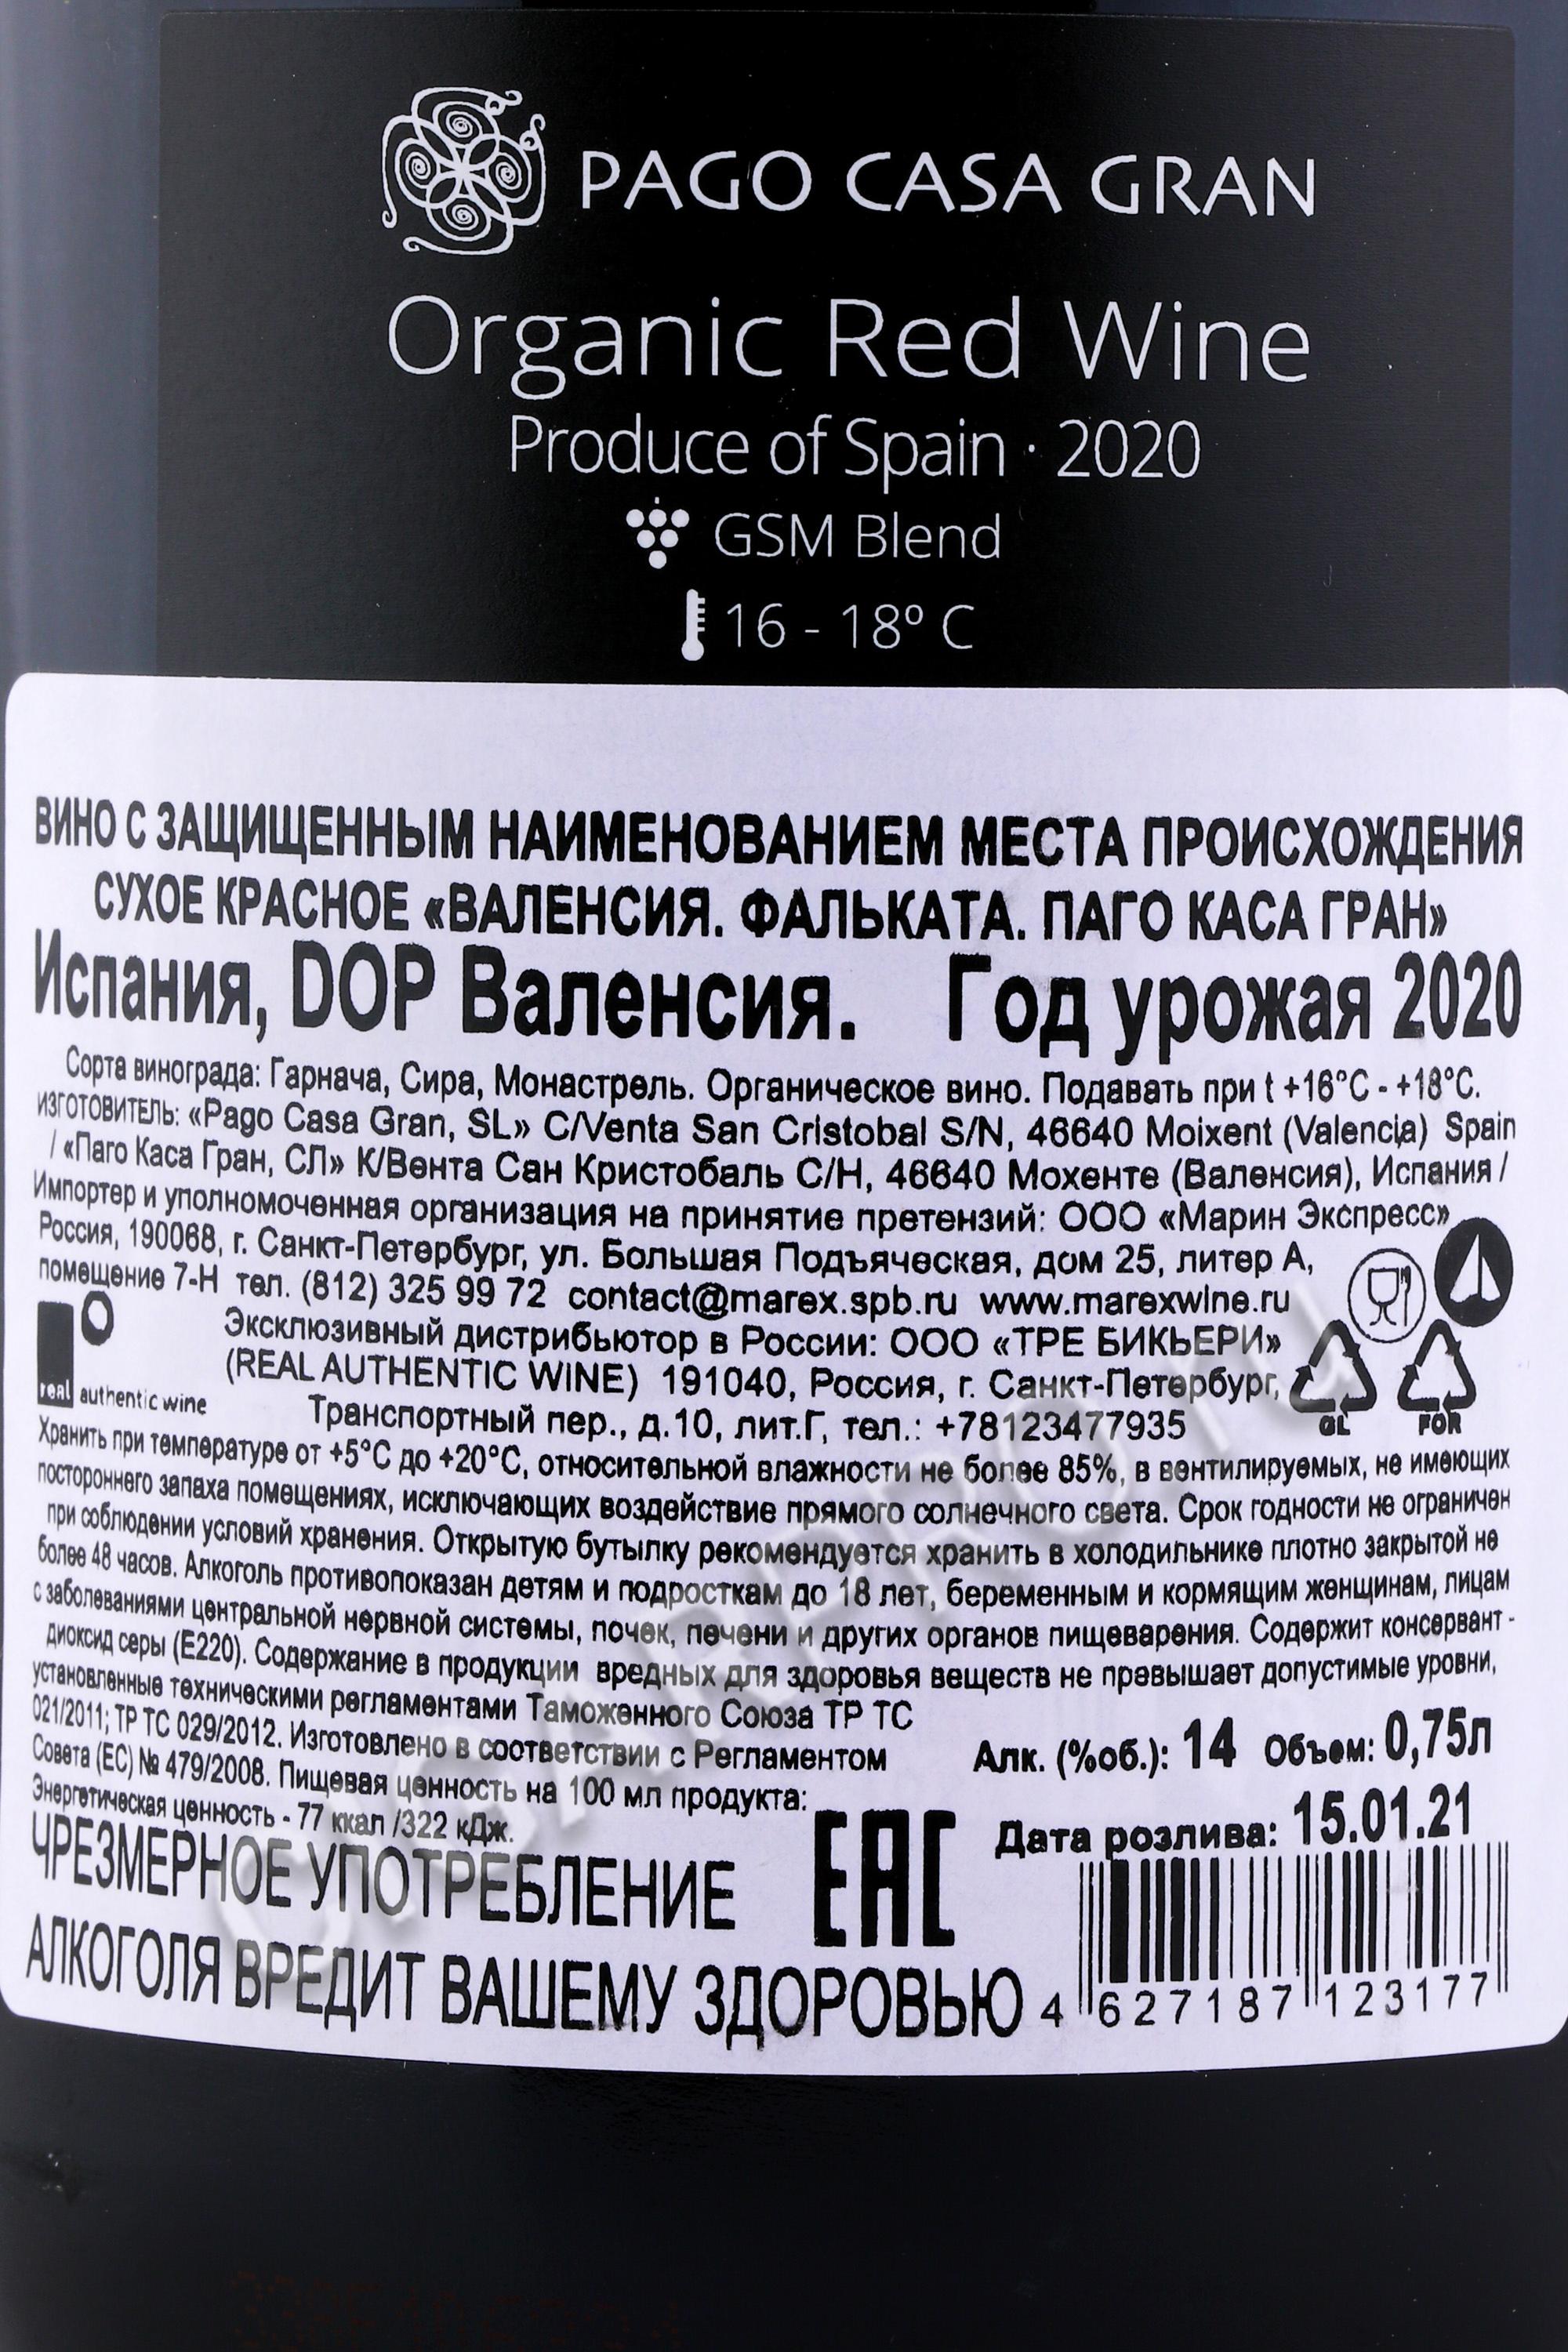 PAGO CASA GRAN
Organic Red Wine
Produce of Spain · 2020
GSM Blend
16 - 18º C
ВИНО С ЗАЩИЩЕННЫМ НАИМЕНОВАНИЕМ МЕСТА ПРОИСХОЖДЕНИЯ
СУХОЕ КРАСНОЕ «ВАЛЕНСИЯ. ФАЛЬКАТА. ПАГО КАСА ГРАН»
Испания, DOP Валенсия. Год урожая 2020
Сорта винограда: Гарнача, Сира, Монастрель. Органическое вино. Подавать при t +16°C - +18°C.
ИЗГОТОВИТЕЛЬ: «Pago Casa Gran, SL» C/Venta San Cristobal S/N, 46640 Moixent (Valencia) Spain
/ «Паго Каса Гран, СЛ» К/Вента Сан Кристобаль С/Н, 46640 Мохенте (Валенсия), Испания /
Импортер и уполномоченная организация на принятие претензий: ООО «Марин Экспресс»,
Россия, 190068, г. Санкт-Петербург, ул. Большая Подъяческая, дом 25, литер А,
помещение 7-Н тел. (812) 325 99 72 contact@marex.spb.ru www.marexwine.ru
Эксклюзивный дистрибьютор в России: ООО «ТРЕ БИКЬЕРИ»
(REAL AUTHENTIC WINE) 191040, Россия, г. Санкт-Петербург,
real authentic wine
Транспортный пер., д.10, лит.Г, тел.: +78123477935
GL FOR
Хранить при температуре от +5°C до +20°C, относительной влажности не более 85%, в вентилируемых, не имеющих
постороннего запаха помещениях, исключающих воздействие прямого солнечного света. Срок годности не ограничен
при соблюдении условий хранения. Открытую бутылку рекомендуется хранить в холодильнике плотно закрытой не
более 48 часов. Алкоголь противопоказан детям и подросткам до 18 лет, беременным и кормящим женщинам, лицам
с заболеваниями центральной нервной системы, почек, печени и других органов пищеварения. Содержит консервант -
диоксид серы (Е220). Содержание в продукции вредных для здоровья веществ не превышает допустимые уровни,
установленные техническими регламентами Таможенного Союза ТР ТС
021/2011; ТР ТС 029/2012. Изготовлено в соответствии с Регламентом
Совета (ЕС) № 479/2008. Пищевая ценность на 100 мл продукта:
Энергетическая ценность - 77 ккал /322 кДж.
Алк. (%об.): 14 Объем: 0,75л
Дата розлива: 15.01.21
ЧРЕЗМЕРНОЕ УПОТРЕБЛЕНИЕ
АЛКОГОЛЯ ВРЕДИТ ВАШЕМУ ЗДОРОВЬЮ
EAC
4 627187 123177